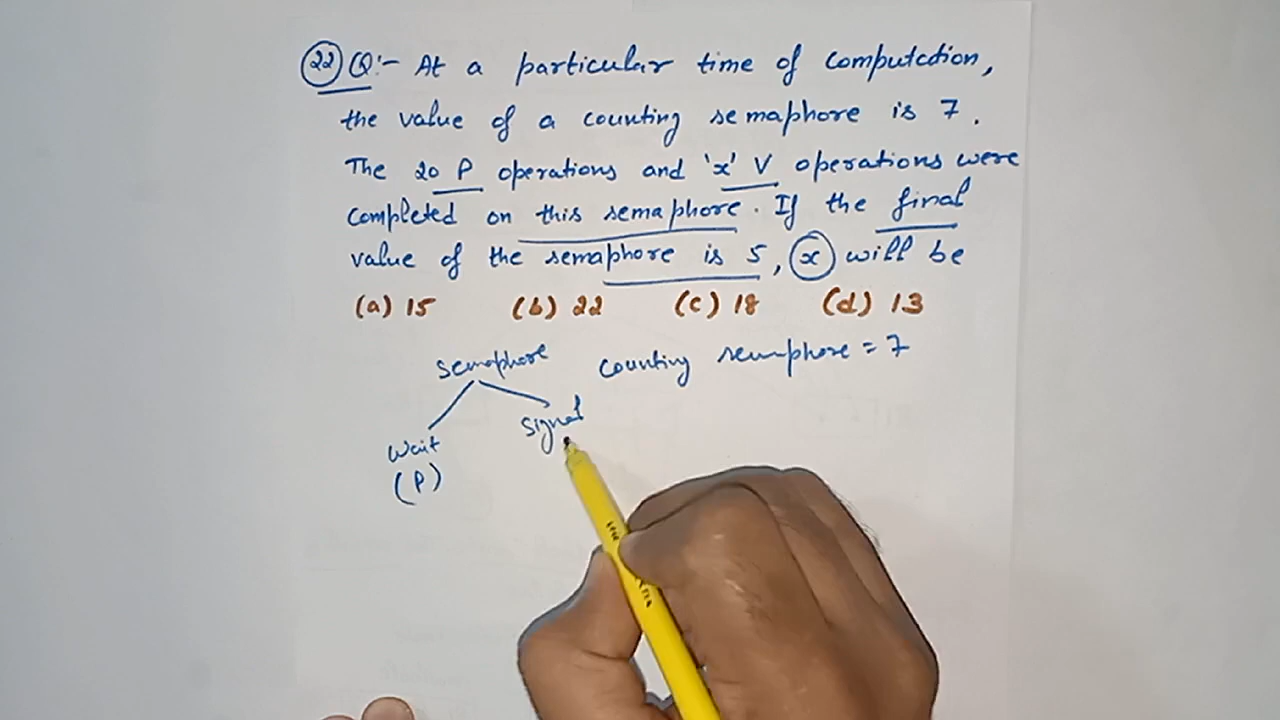 22 Q:- At a particular time of computation,
the value of a counting semaphore is 7.
The 20 P operations and 'x' V operations were
completed on this semaphore. If the final
value of the semaphore is 5, x will be
(a) 15 (b) 22 (c) 18 (d) 13
semaphore counting semphore = 7
wait signal
(P)